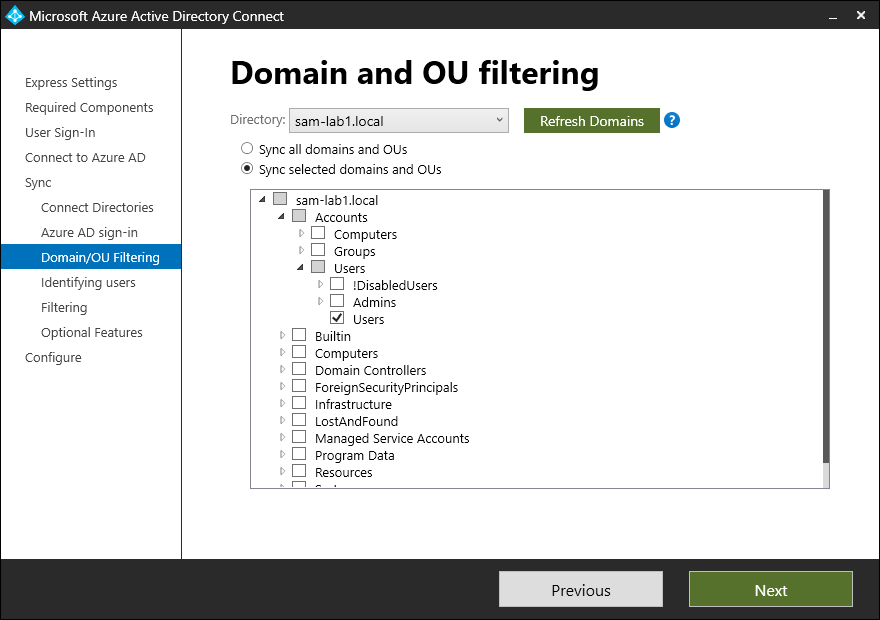 Microsoft Azure Active Directory Connect
Express Settings
Required Components
User Sign-In
Connect to Azure AD
Sync
Connect Directories
Azure AD sign-in
Domain/OU Filtering
Identifying users
Filtering
Optional Features
Configure
Domain and OU filtering
Directory: sam-lab1.local Refresh Domains ?
Sync all domains and OUs
Sync selected domains and OUs
sam-lab1.local
Accounts
Computers
Groups
Users
!DisabledUsers
Admins
Users
Builtin
Computers
Domain Controllers
ForeignSecurityPrincipals
Infrastructure
LostAndFound
Managed Service Accounts
Program Data
Resources
Previous Next